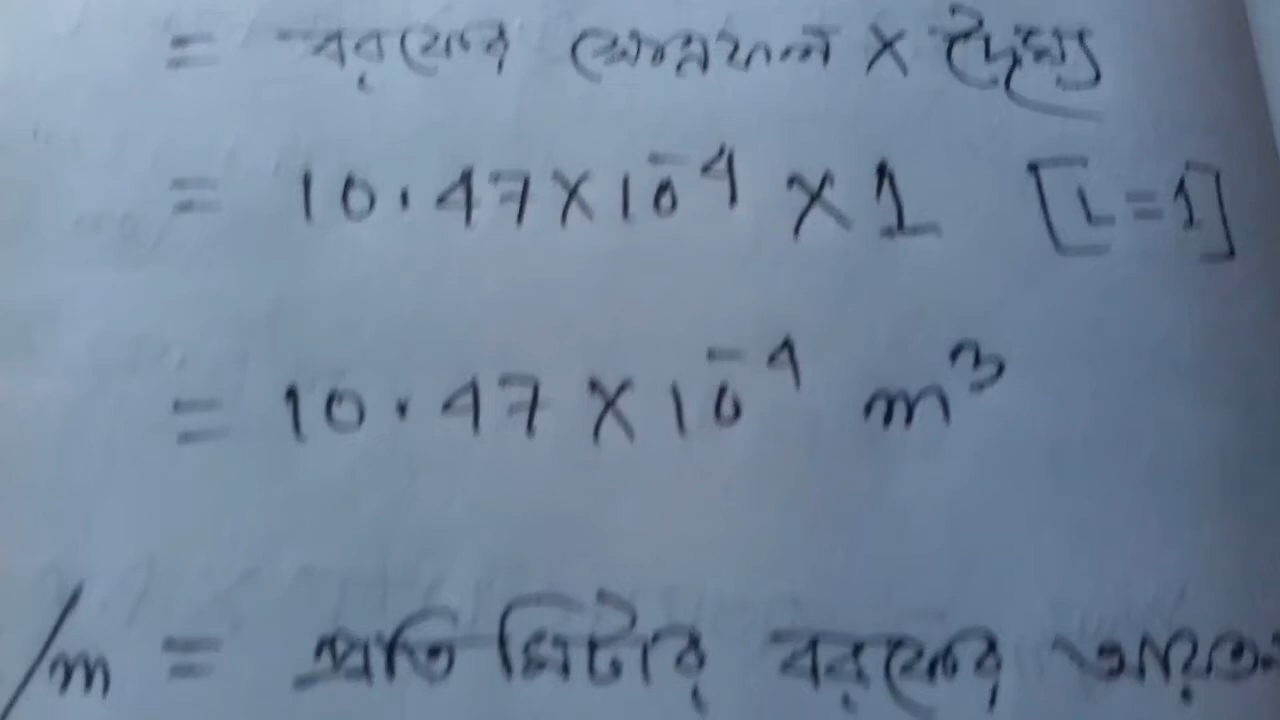 = বরফের ক্ষেত্রফল × দৈর্ঘ্য
= 10.47×10⁻⁴ × 1 [L=1]
= 10.47 × 10⁻⁴ m³
/m = প্রতি মিটার বরফের